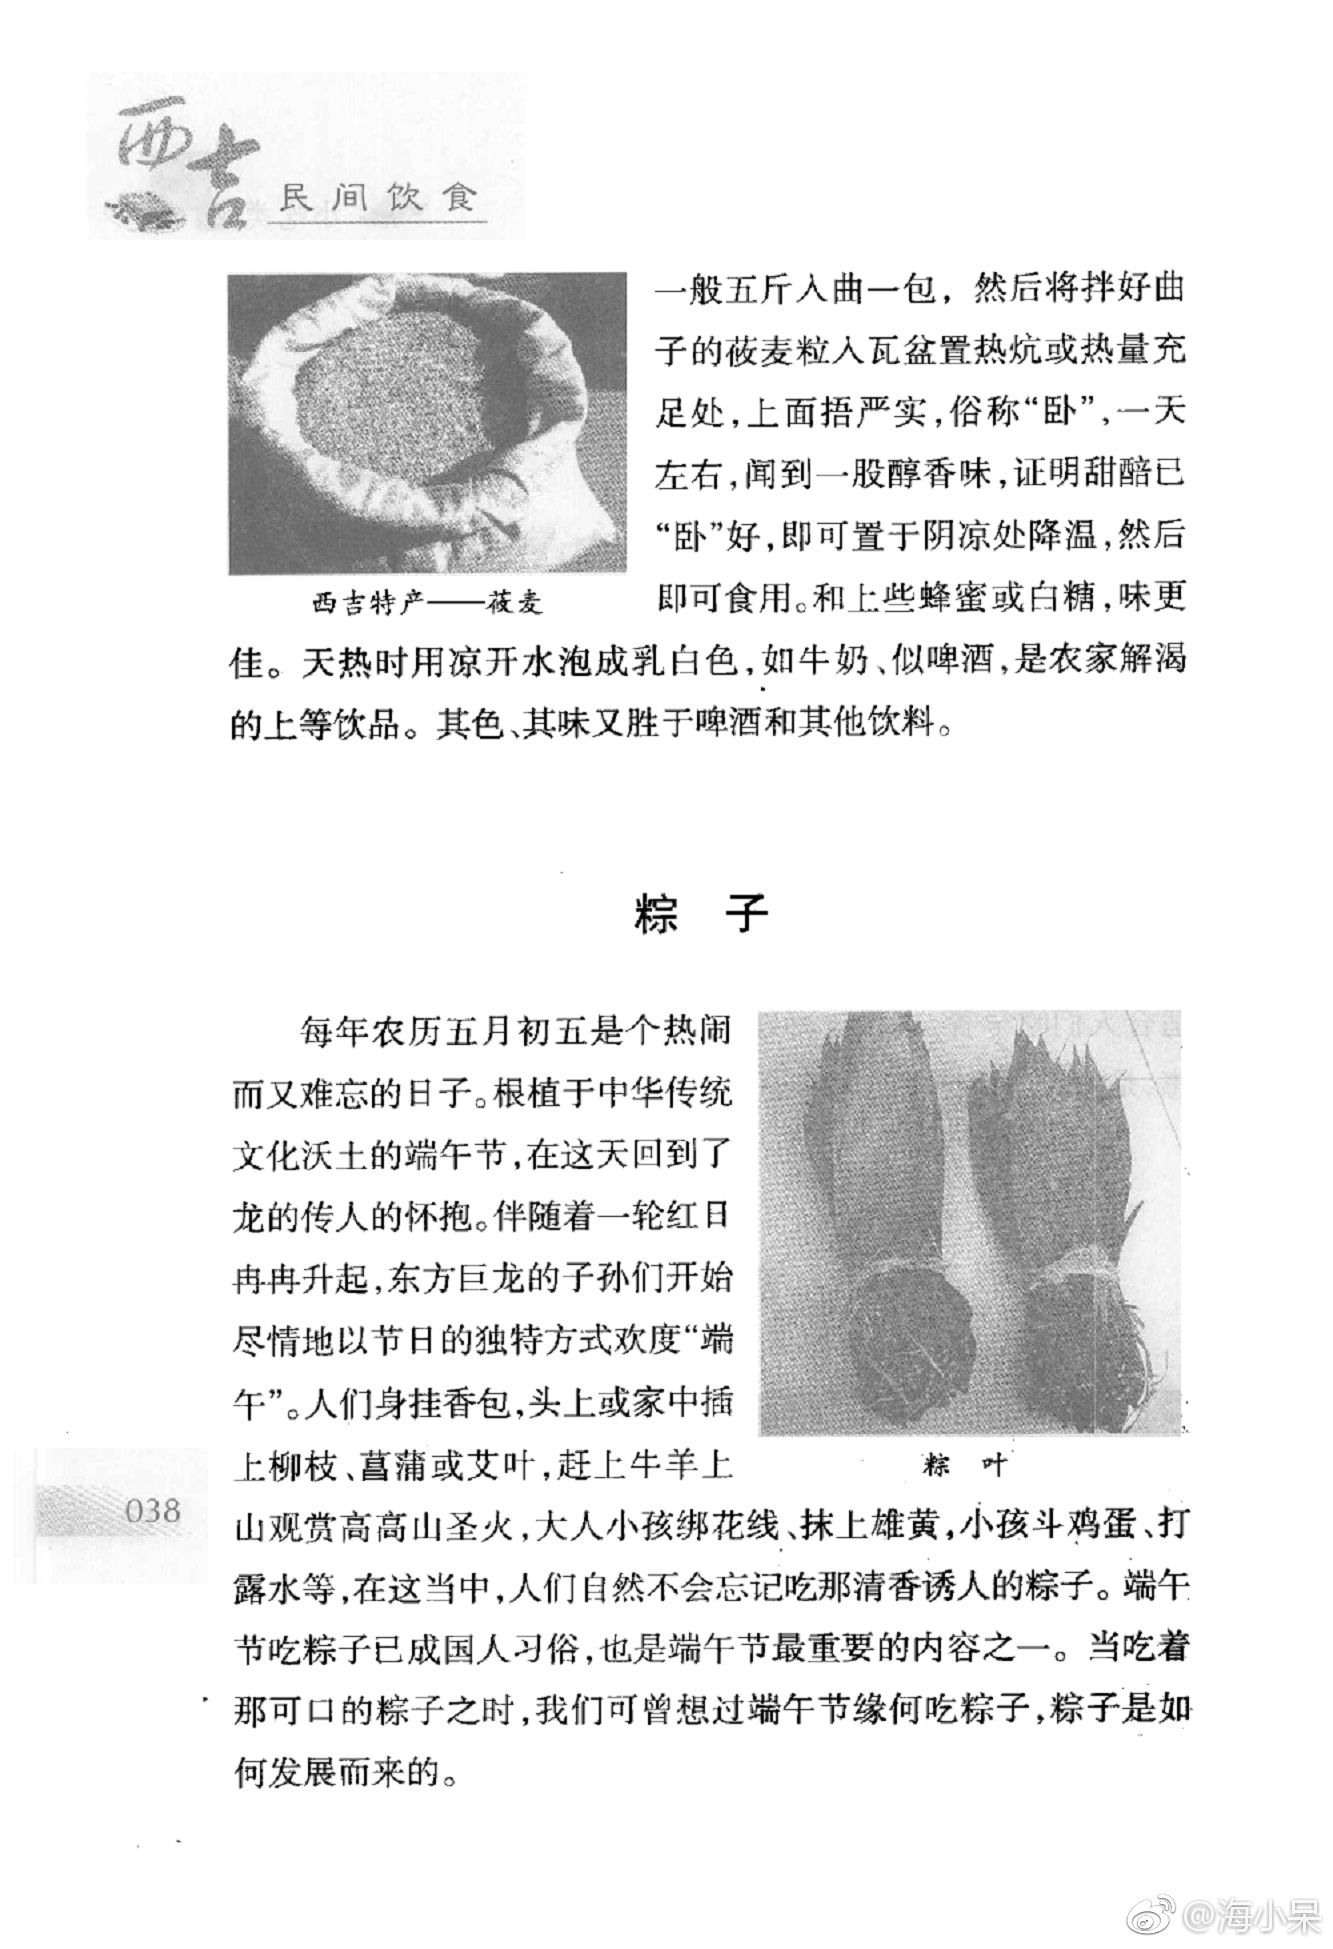 西吉
民间饮食
一般五斤入曲一包，然后将拌好曲
子的莜麦粒入瓦盆置热炕或热量充
足处，上面捂严实，俗称“卧”，一天
左右，闻到一股醇香味，证明甜醅已
“卧”好，即可置于阴凉处降温，然后
西吉特产——莜麦
即可食用。和上些蜂蜜或白糖，味更
佳。天热时用凉开水泡成乳白色，如牛奶、似啤酒，是农家解渴
的上等饮品。其色、其味又胜于啤酒和其他饮料。
粽 子
每年农历五月初五是个热闹
而又难忘的日子。根植于中华传统
文化沃土的端午节，在这天回到了
龙的传人的怀抱。伴随着一轮红日
冉冉升起，东方巨龙的子孙们开始
尽情地以节日的独特方式欢度“端
午”。人们身挂香包，头上或家中插
上柳枝、菖蒲或艾叶，赶上牛羊上
粽 叶
山观赏高高山圣火，大人小孩绑花线、抹上雄黄，小孩斗鸡蛋、打
露水等，在这当中，人们自然不会忘记吃那清香诱人的粽子。端午
节吃粽子已成国人习俗，也是端午节最重要的内容之一。当吃着
那可口的粽子之时，我们可曾想过端午节缘何吃粽子，粽子是如
何发展而来的。
038
@海小呆